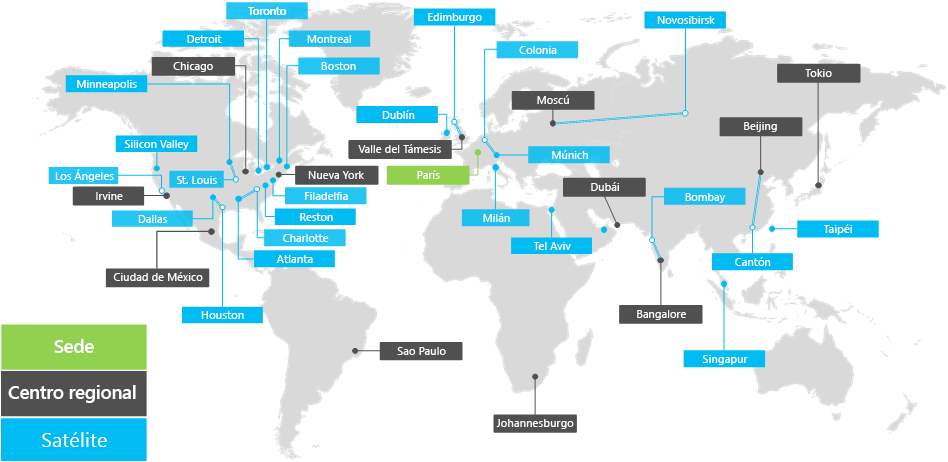 Toronto
Edimburgo
Novosibirsk
Detroit
Montreal
Colonia
Chicago
Boston
Tokio
Minneapolis
Moscú
Dublín
Beijing
Silicon Valley
Valle del Támesis
Múnich
Los Ángeles
St. Louis
Nueva York
París
Dubái
Irvine
Filadelfia
Bombay
Dallas
Reston
Milán
Taipéi
Charlotte
Tel Aviv
Atlanta
Cantón
Ciudad de México
Houston
Bangalore
Sede
Sao Paulo
Singapur
Centro regional
Johannesburgo
Satélite